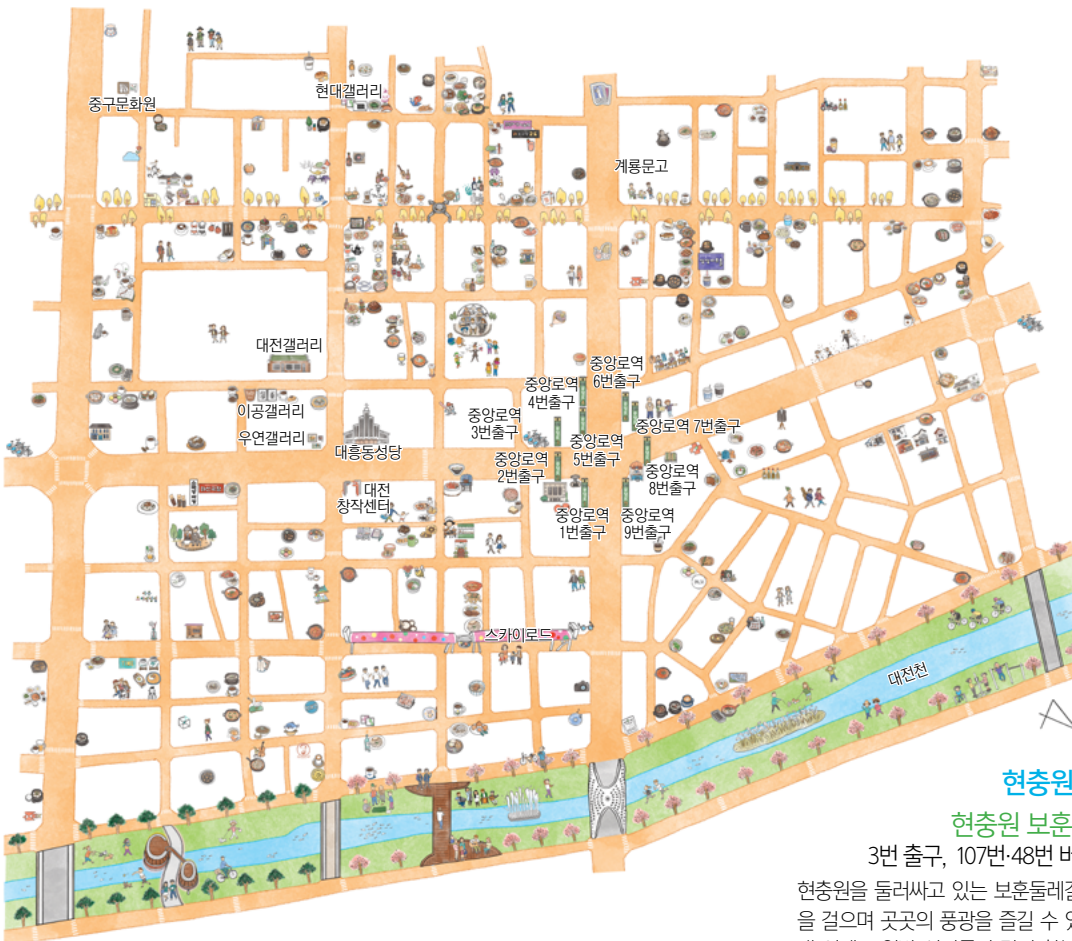 현대갤러리
중구문화원
계룡문고
대전갤러리
중앙로역
6번출구
중앙로역
4번출구
이공갤러리
중앙로역
3번출구
중앙로역 7번출구
우연갤러리
중앙로역
5번출구
대흥동성당
중앙로역
2번출구
중앙로역
8번출구
대전
창작센터
중앙로역
1번출구
중앙로역
9번출구
스카이로드
대전천
현충원
현충원 보훈
3번 출구, 107번·48번 버
현충원을 둘러싸고 있는 보훈둘레길
을 걸으며 곳곳의 풍광을 즐길 수 있